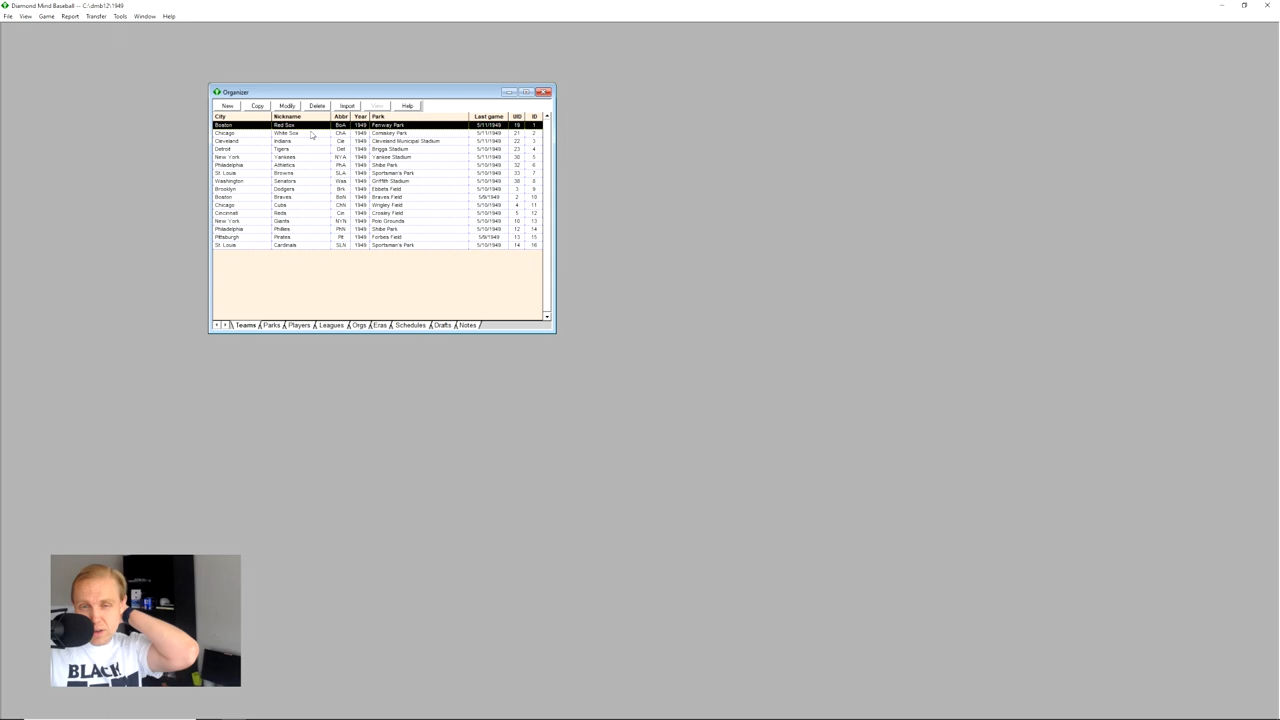 Diamond Mind Baseball -- C:\dmb12\1949
File View Game Report Transfer Tools Window Help
Organizer
New Copy Modify Delete Import View Help
City Nickname Abbr Year Park Last game UID ID
Boston Red Sox BoA 1949 Fenway Park 5/11/1949 19 1
Chicago White Sox ChA 1949 Comiskey Park 5/11/1949 21 2
Cleveland Indians Cle 1949 Cleveland Municipal Stadium 5/11/1949 22 3
Detroit Tigers Det 1949 Briggs Stadium 5/10/1949 23 4
New York Yankees NYA 1949 Yankee Stadium 5/11/1949 30 5
Philadelphia Athletics PhA 1949 Shibe Park 5/10/1949 32 6
St. Louis Browns SLA 1949 Sportsman's Park 5/10/1949 33 7
Washington Senators Was 1949 Griffith Stadium 5/10/1949 38 8
Brooklyn Dodgers Brk 1949 Ebbets Field 5/10/1949 3 9
Boston Braves BoN 1949 Braves Field 5/9/1949 2 10
Chicago Cubs ChN 1949 Wrigley Field 5/10/1949 4 11
Cincinnati Reds Cin 1949 Crosley Field 5/10/1949 5 12
New York Giants NYN 1949 Polo Grounds 5/10/1949 10 13
Philadelphia Phillies PhN 1949 Shibe Park 5/10/1949 12 14
Pittsburgh Pirates Pit 1949 Forbes Field 5/9/1949 13 15
St. Louis Cardinals SLN 1949 Sportsman's Park 5/10/1949 14 16
Teams Parks Players Leagues Orgs Eras Schedules Drafts Notes
BLACK